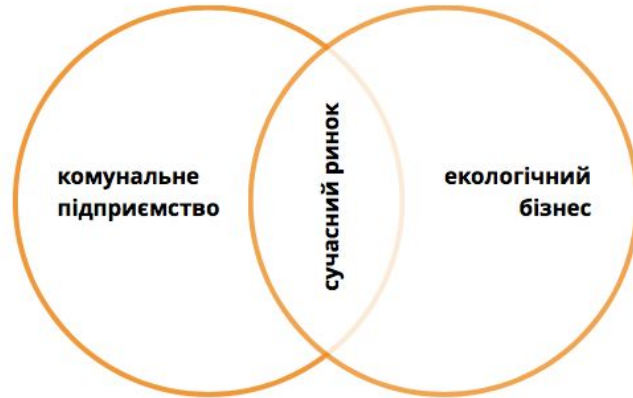 комунальне
підприємство
сучасний ринок
екологічний
бізнес